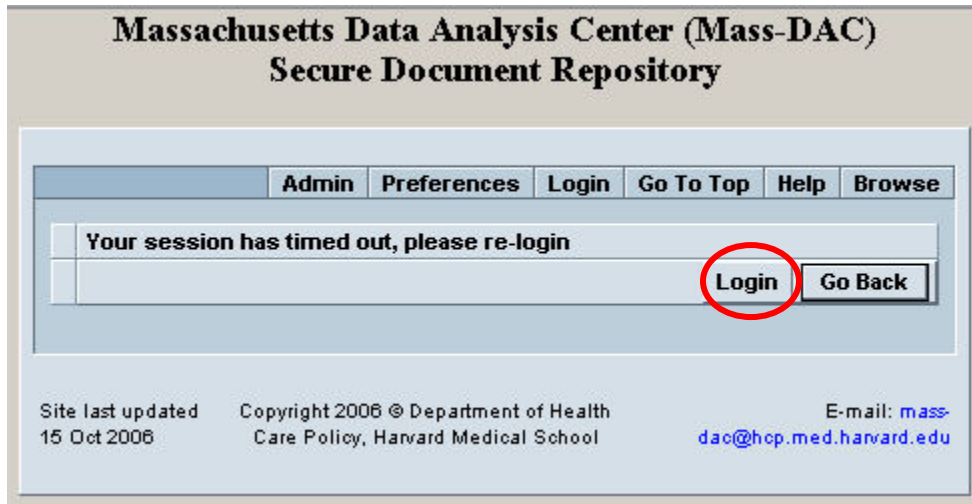 Massachusetts Data Analysis Center (Mass-DAC)
Secure Document Repository
Admin Preferences Login Go To Top Help Browse
Your session has timed out, please re-login
Login Go Back
Site last updated
15 Oct 2006
Copyright 2006 © Department of Health
Care Policy, Harvard Medical School
E-mail: mass-
dac@hcp.med.harvard.edu